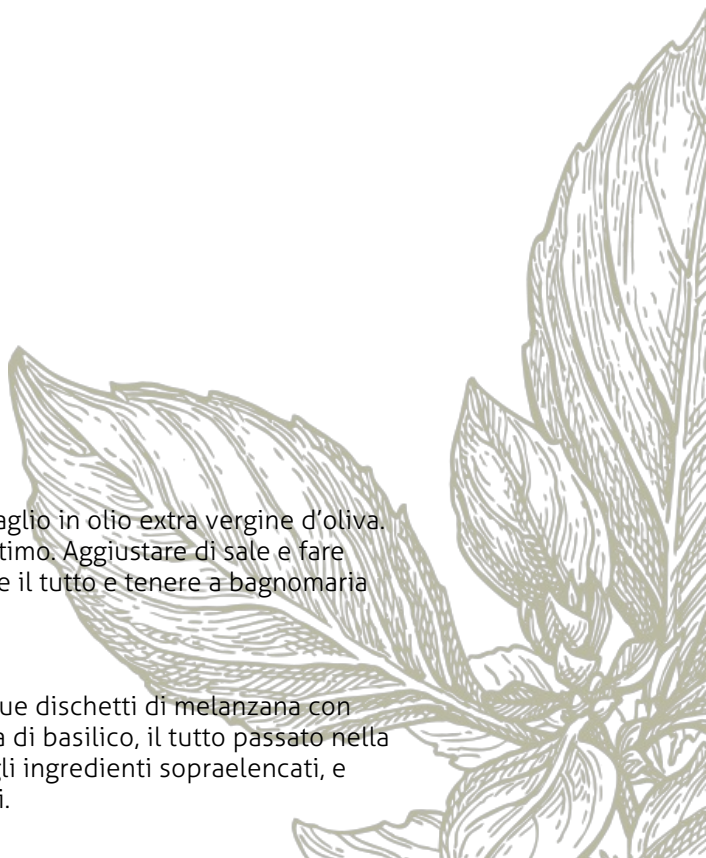 aglio in olio extra vergine d’oliva.
timo. Aggiustare di sale e fare
e il tutto e tenere a bagnomaria
ue dischetti di melanzana con
a di basilico, il tutto passato nella
gli ingredienti sopraelencati, e
i.